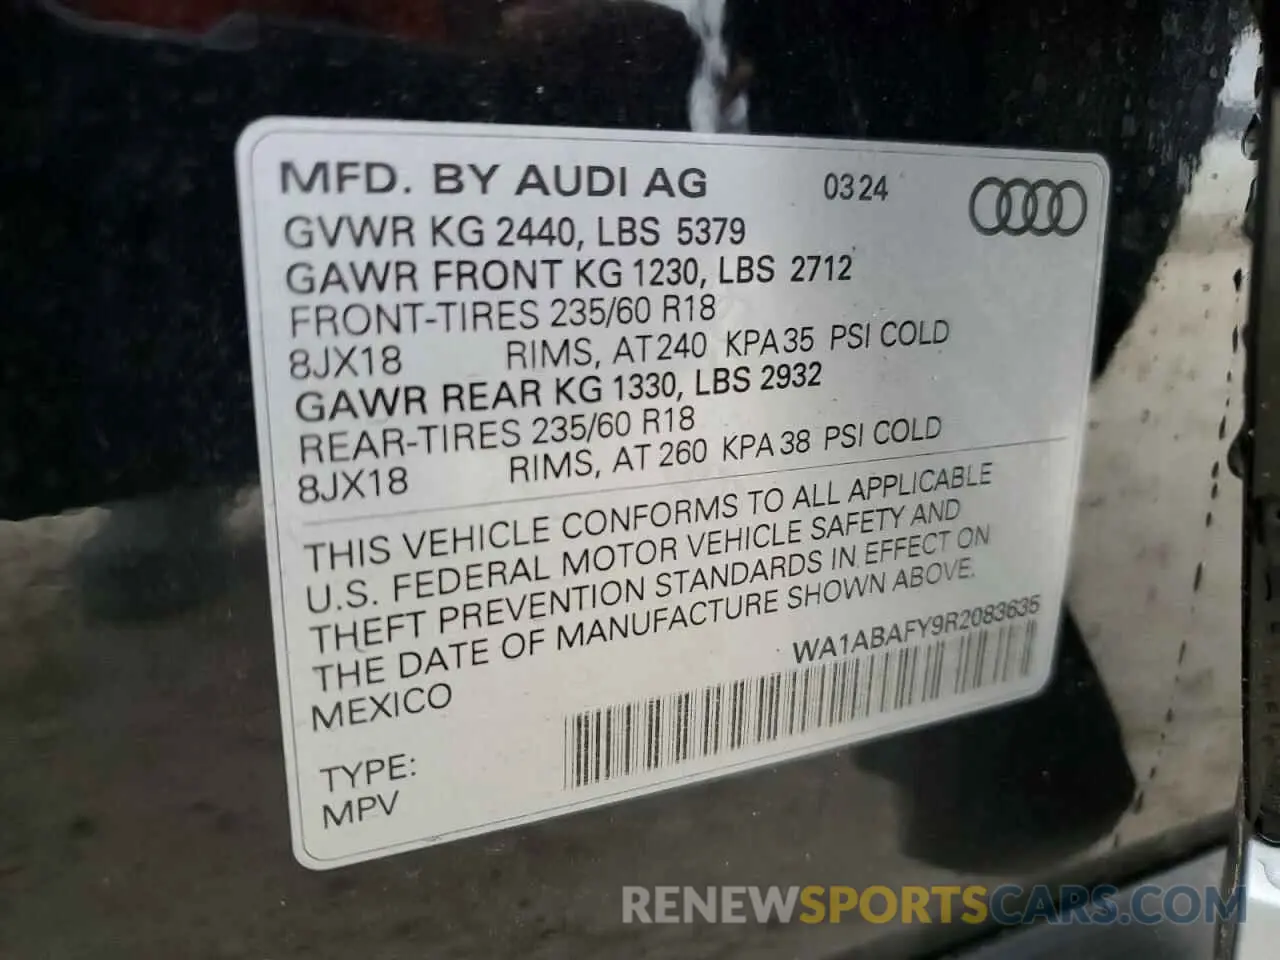 MFD. BY AUDI AG 0324
GVWR KG 2440, LBS 5379
GAWR FRONT KG 1230, LBS 2712
FRONT-TIRES 235/60 R18
8JX18 RIMS, AT 240 KPA 35 PSI COLD
GAWR REAR KG 1330, LBS 2932
REAR-TIRES 235/60 R18
8JX18 RIMS, AT 260 KPA 38 PSI COLD
THIS VEHICLE CONFORMS TO ALL APPLICABLE
U.S. FEDERAL MOTOR VEHICLE SAFETY AND
THEFT PREVENTION STANDARDS IN EFFECT ON
THE DATE OF MANUFACTURE SHOWN ABOVE.
MEXICO WA1ABAFY9R2083635
TYPE:
MPV
RENEWSPORTSCARS.COM